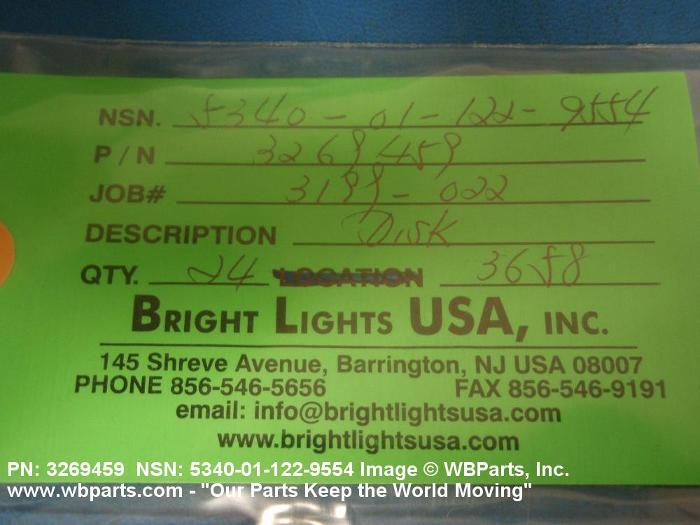 NSN. 5340-01-122-9554
P/N 3269459
JOB# 3199-022
DESCRIPTION Disk
QTY. 24 LOCATION 3658
BRIGHT LIGHTS USA, INC.
145 Shreve Avenue, Barrington, NJ USA 08007
PHONE 856-546-5656 FAX 856-546-9191
email: info@brightlightsusa.com
www.brightlightsusa.com
PN: 3269459 NSN: 5340-01-122-9554 Image © WBParts, Inc.
www.wbparts.com - "Our Parts Keep the World Moving"